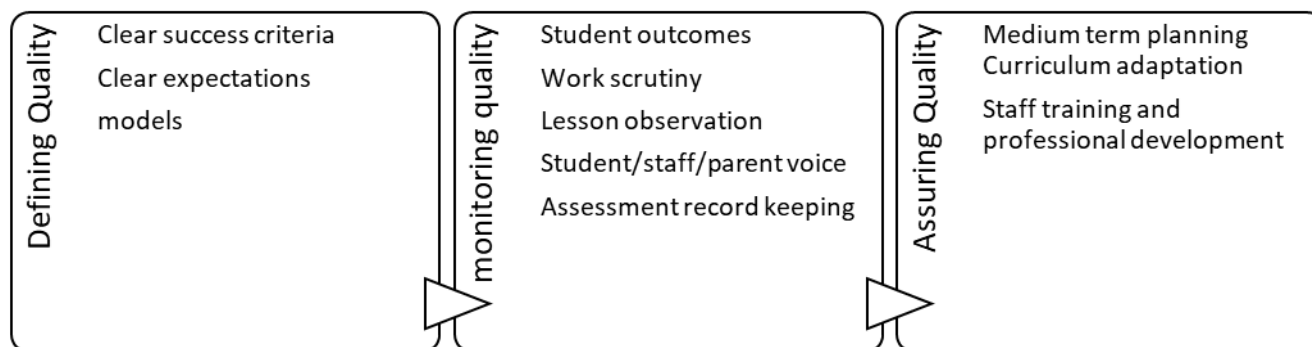 Defining Quality
Clear success criteria
Clear expectations
models
monitoring quality
Student outcomes
Work scrutiny
Lesson observation
Student/staff/parent voice
Assessment record keeping
Assuring Quality
Medium term planning
Curriculum adaptation
Staff training and
professional development